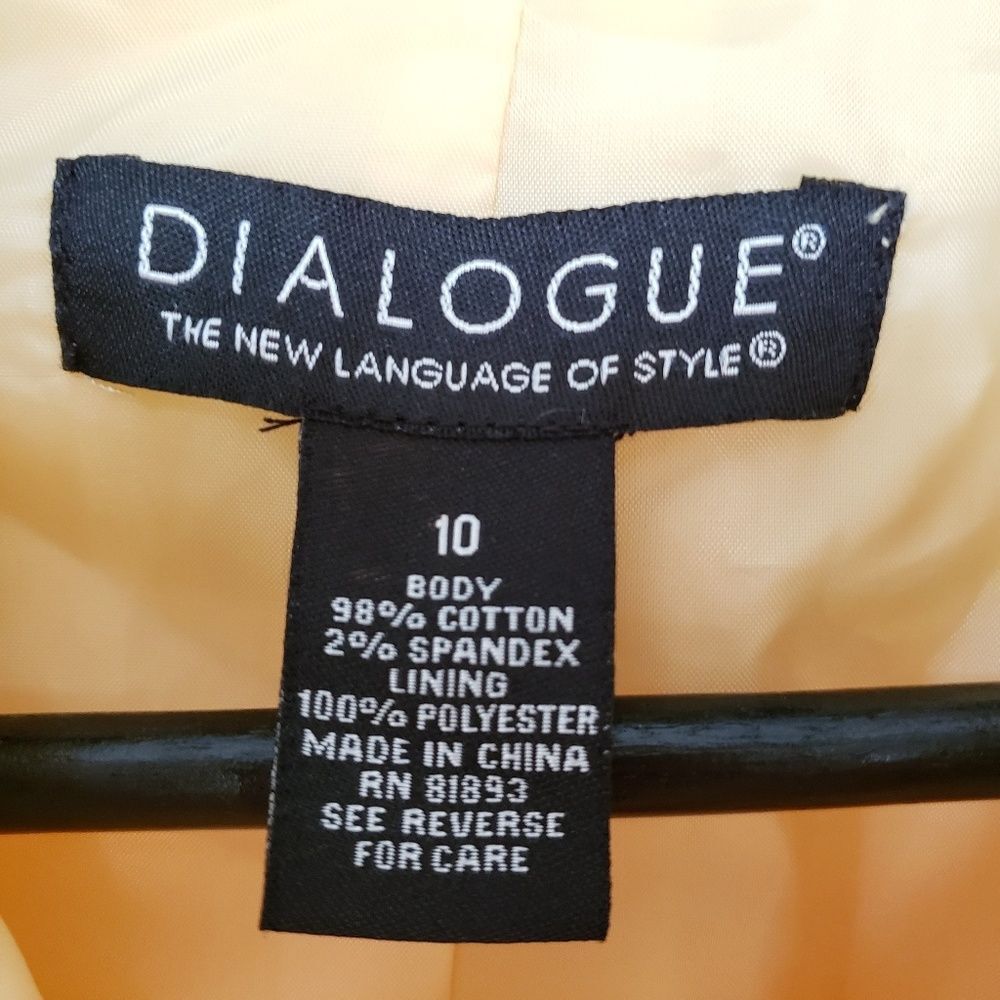 DIALOGUE®
THE NEW LANGUAGE OF STYLE®
10
BODY
98% COTTON
2% SPANDEX
LINING
100% POLYESTER
MADE IN CHINA
RN 81893
SEE REVERSE
FOR CARE